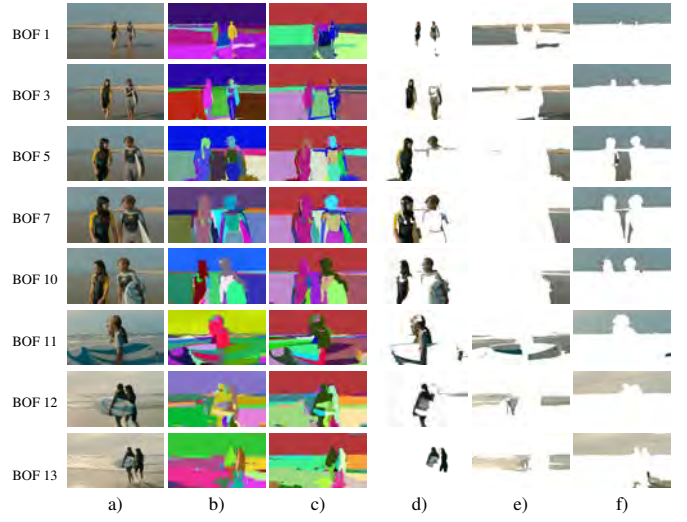 BOF 1
BOF 3
BOF 5
BOF 7
BOF 10
BOF 11
BOF 12
BOF 13
a) b) c) d) e) f)